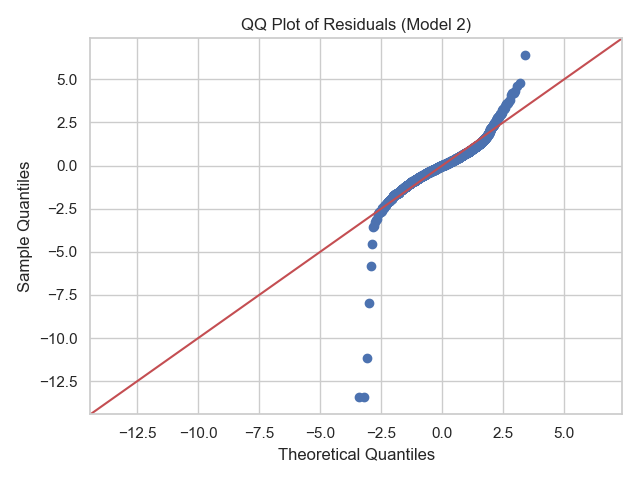 QQ Plot of Residuals (Model 2)
5.0
2.5
0.0
−2.5
−5.0
−7.5
−10.0
−12.5
Sample Quantiles
−12.5 −10.0 −7.5 −5.0 −2.5 0.0 2.5 5.0
Theoretical Quantiles